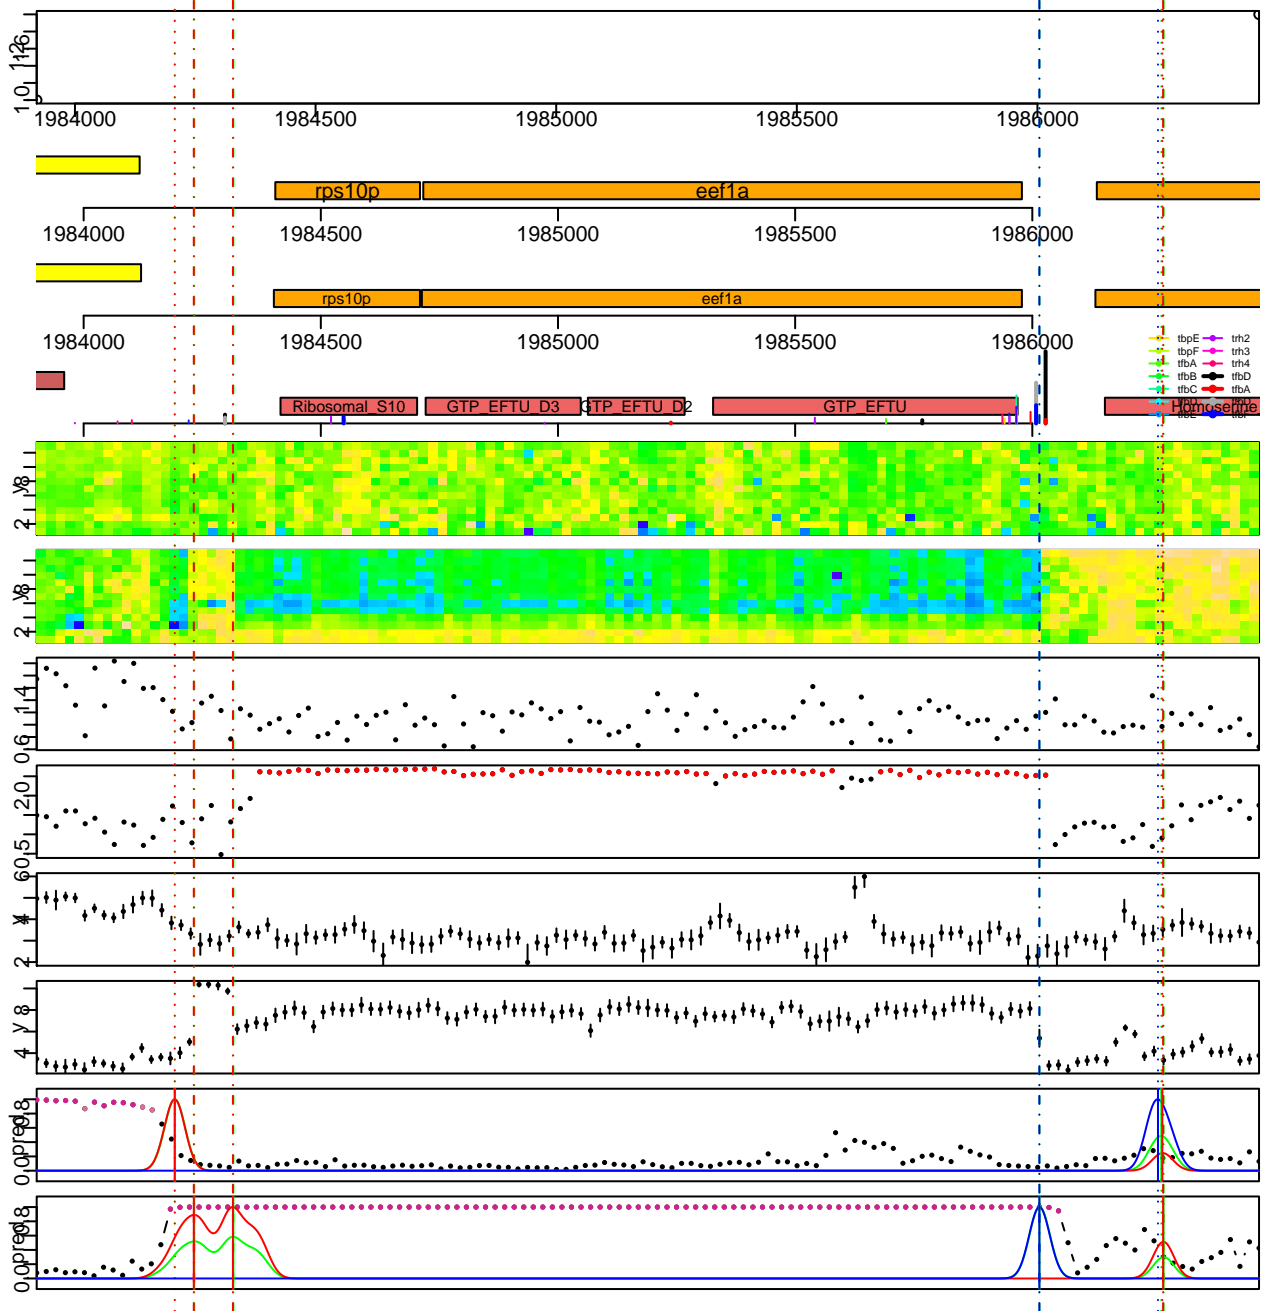 1.0 1.26
1984000 1984500 1985000 1985500 1986000
rps10p eef1a
1984000 1984500 1985000 1985500 1986000
rps10p eef1a
1984000 1984500 1985000 1985500 1986000
tbpE trh2
tbpF trh3
tfbA trh4
tfbB tfbD
tfbC tfbA
Ribosomal_S10 GTP_EFTU_D3 GTP_EFTU_D2 GTP_EFTU Homoserine
2 8
2 8
0.6 1.4
0.5 2.0
2 4 6
4 8
0.0 0.8
pred
0.0 0.8
pred